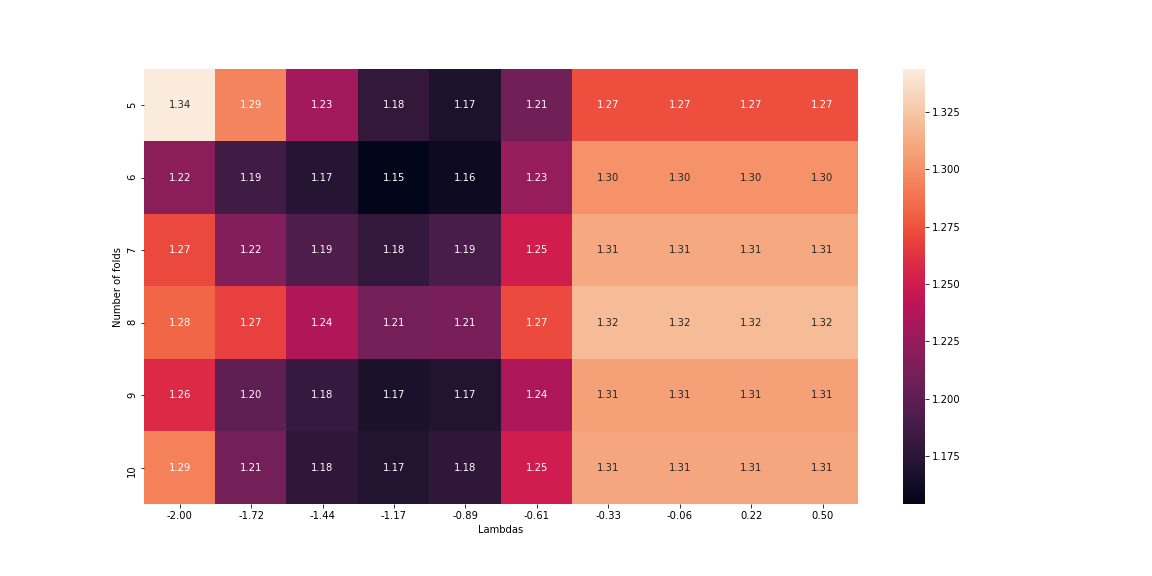 5 1.34 1.29 1.23 1.18 1.17 1.21 1.27 1.27 1.27 1.27
6 1.22 1.19 1.17 1.15 1.16 1.23 1.30 1.30 1.30 1.30
7 1.27 1.22 1.19 1.18 1.19 1.25 1.31 1.31 1.31 1.31
8 1.28 1.27 1.24 1.21 1.21 1.27 1.32 1.32 1.32 1.32
9 1.26 1.20 1.18 1.17 1.17 1.24 1.31 1.31 1.31 1.31
10 1.29 1.21 1.18 1.17 1.18 1.25 1.31 1.31 1.31 1.31
-2.00 -1.72 -1.44 -1.17 -0.89 -0.61 -0.33 -0.06 0.22 0.50
Lambdas
Number of folds
1.325
1.300
1.275
1.250
1.225
1.200
1.175